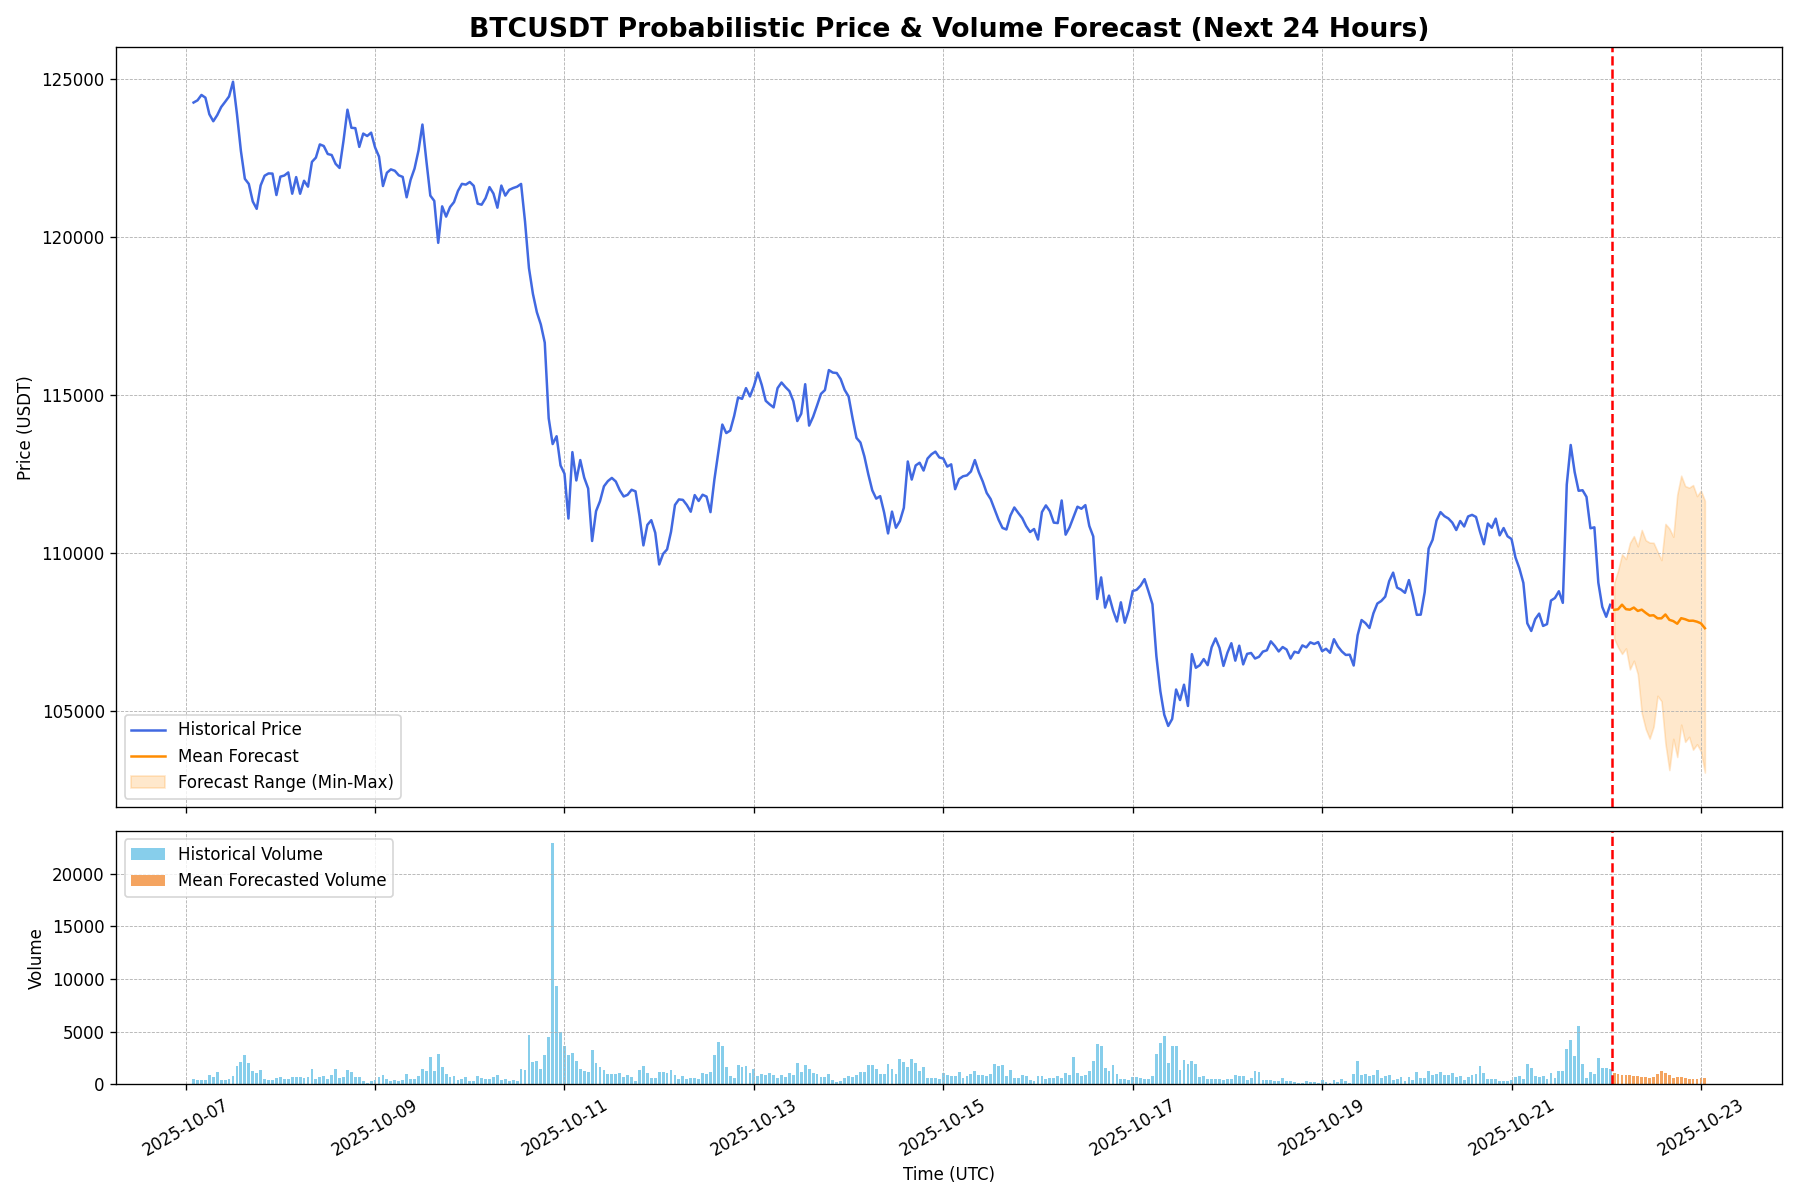 BTCUSDT Probabilistic Price & Volume Forecast (Next 24 Hours)
125000
120000
115000
110000
105000
Price (USDT)
Historical Price
Mean Forecast
Forecast Range (Min-Max)
20000
15000
10000
5000
0
Volume
Historical Volume
Mean Forecasted Volume
2025-10-07
2025-10-09
2025-10-11
2025-10-13
2025-10-15
2025-10-17
2025-10-19
2025-10-21
2025-10-23
Time (UTC)